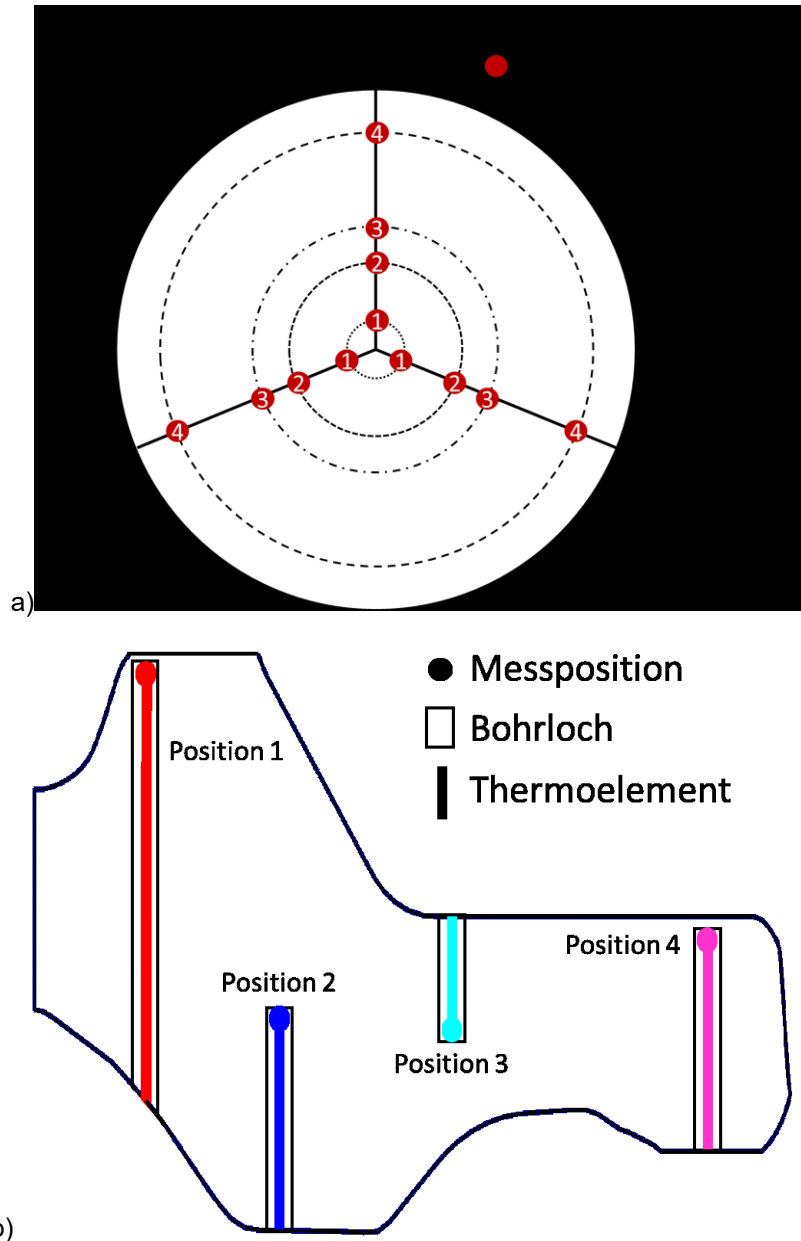 4
3
2
1
1 1
2 2
3 3
4 4
a)
Messposition
Bohrloch
Position 1
Thermoelement
Position 4
Position 2
Position 3
b)